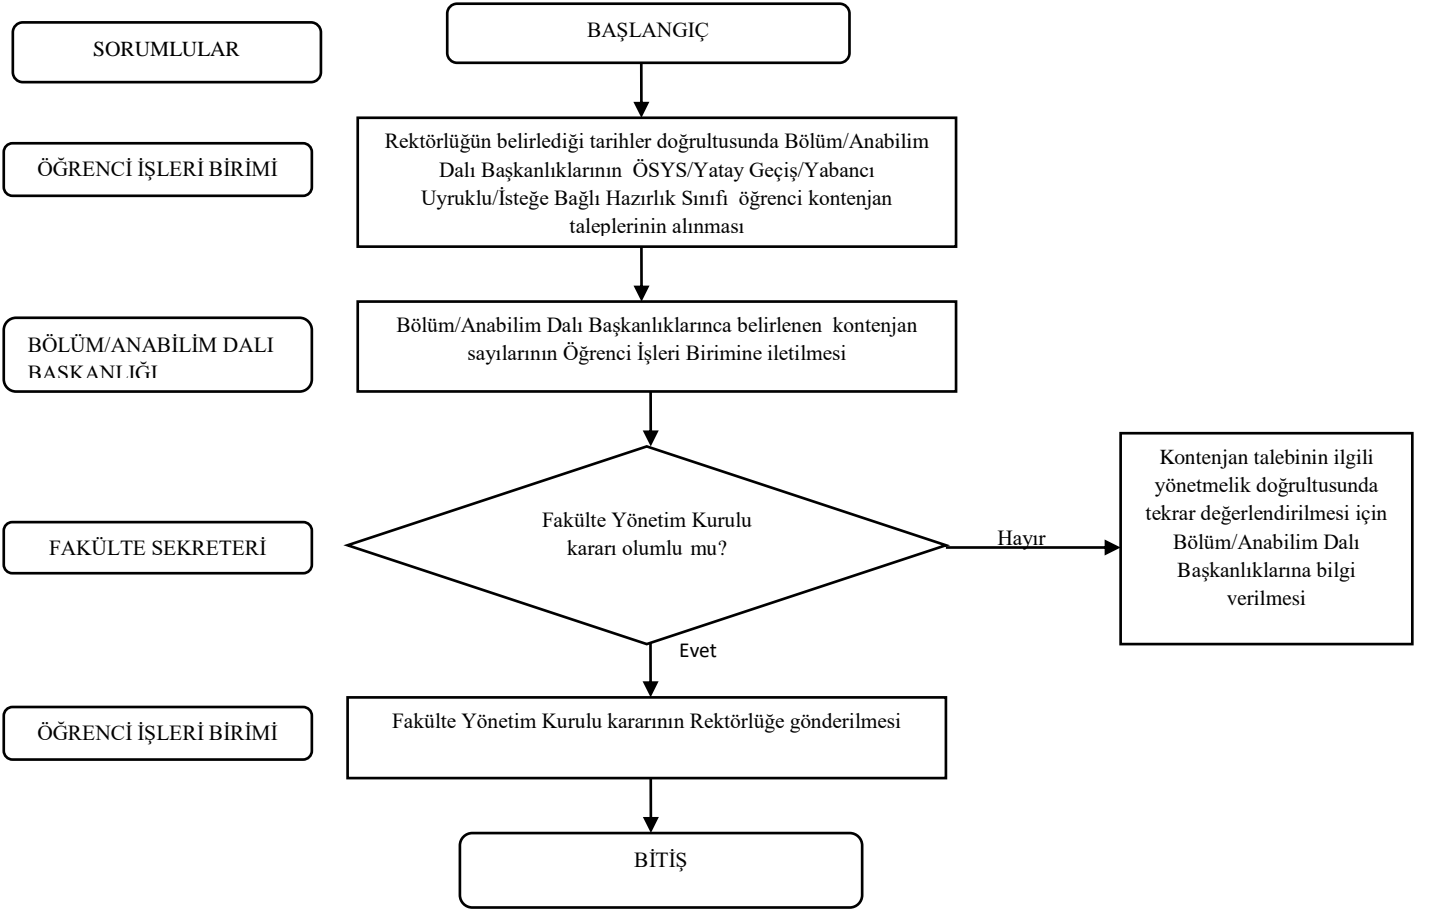 SORUMLULAR
BAŞLANGIÇ
ÖĞRENCİ İŞLERİ BİRİMİ
Rektörlüğün belirlediği tarihler doğrultusunda Bölüm/Anabilim
Dalı Başkanlıklarının ÖSYS/Yatay Geçiş/Yabancı
Uyruklu/İsteğe Bağlı Hazırlık Sınıfı öğrenci kontenjan
taleplerinin alınması
BÖLÜM/ANABİLİM DALI
BAŞKANLIĞI
Bölüm/Anabilim Dalı Başkanlıklarınca belirlenen kontenjan
sayılarının Öğrenci İşleri Birimine iletilmesi
FAKÜLTE SEKRETERİ
Fakülte Yönetim Kurulu
kararı olumlu mu?
Hayır
Kontenjan talebinin ilgili
yönetmelik doğrultusunda
tekrar değerlendirilmesi için
Bölüm/Anabilim Dalı
Başkanlıklarına bilgi
verilmesi
Evet
ÖĞRENCİ İŞLERİ BİRİMİ
Fakülte Yönetim Kurulu kararının Rektörlüğe gönderilmesi
BİTİŞ